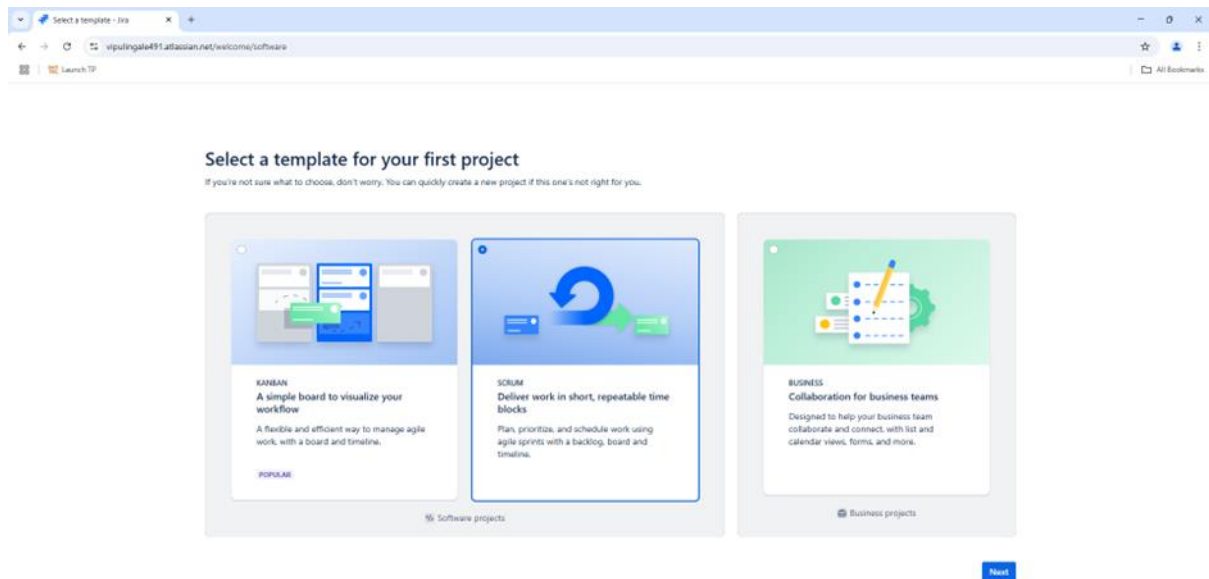 Select a template - Jira
vipulingale491.atlassian.net/welcome/software
Launch TP
All Bookmarks
Select a template for your first project
If you're not sure what to choose, don't worry. You can quickly create a new project if this one's not right for you.
KANBAN
A simple board to visualize your
workflow
A flexible and efficient way to manage agile
work, with a board and timeline.
POPULAR
SCRUM
Deliver work in short, repeatable time
blocks
Plan, prioritize, and schedule work using
agile sprints with a backlog, board and
timeline.
Software projects
BUSINESS
Collaboration for business teams
Designed to help your business team
collaborate and connect, with list and
calendar views, forms, and more.
Business projects
Next